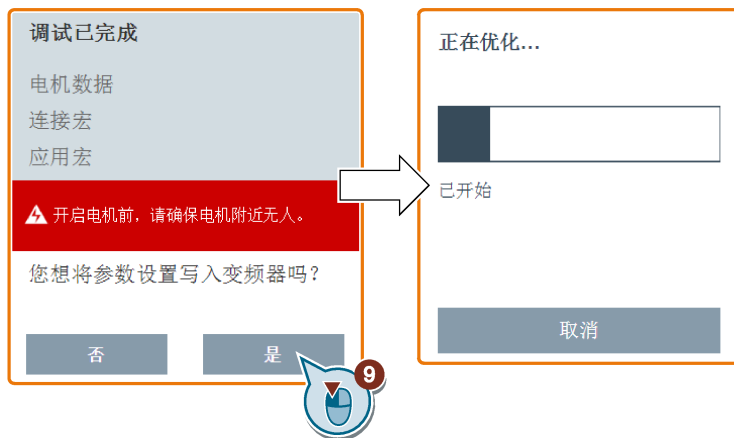 调试已完成
电机数据
连接宏
应用宏
开启电机前，请确保电机附近无人。
您想将参数设置写入变频器吗？
否
是
9
正在优化...
已开始
取消